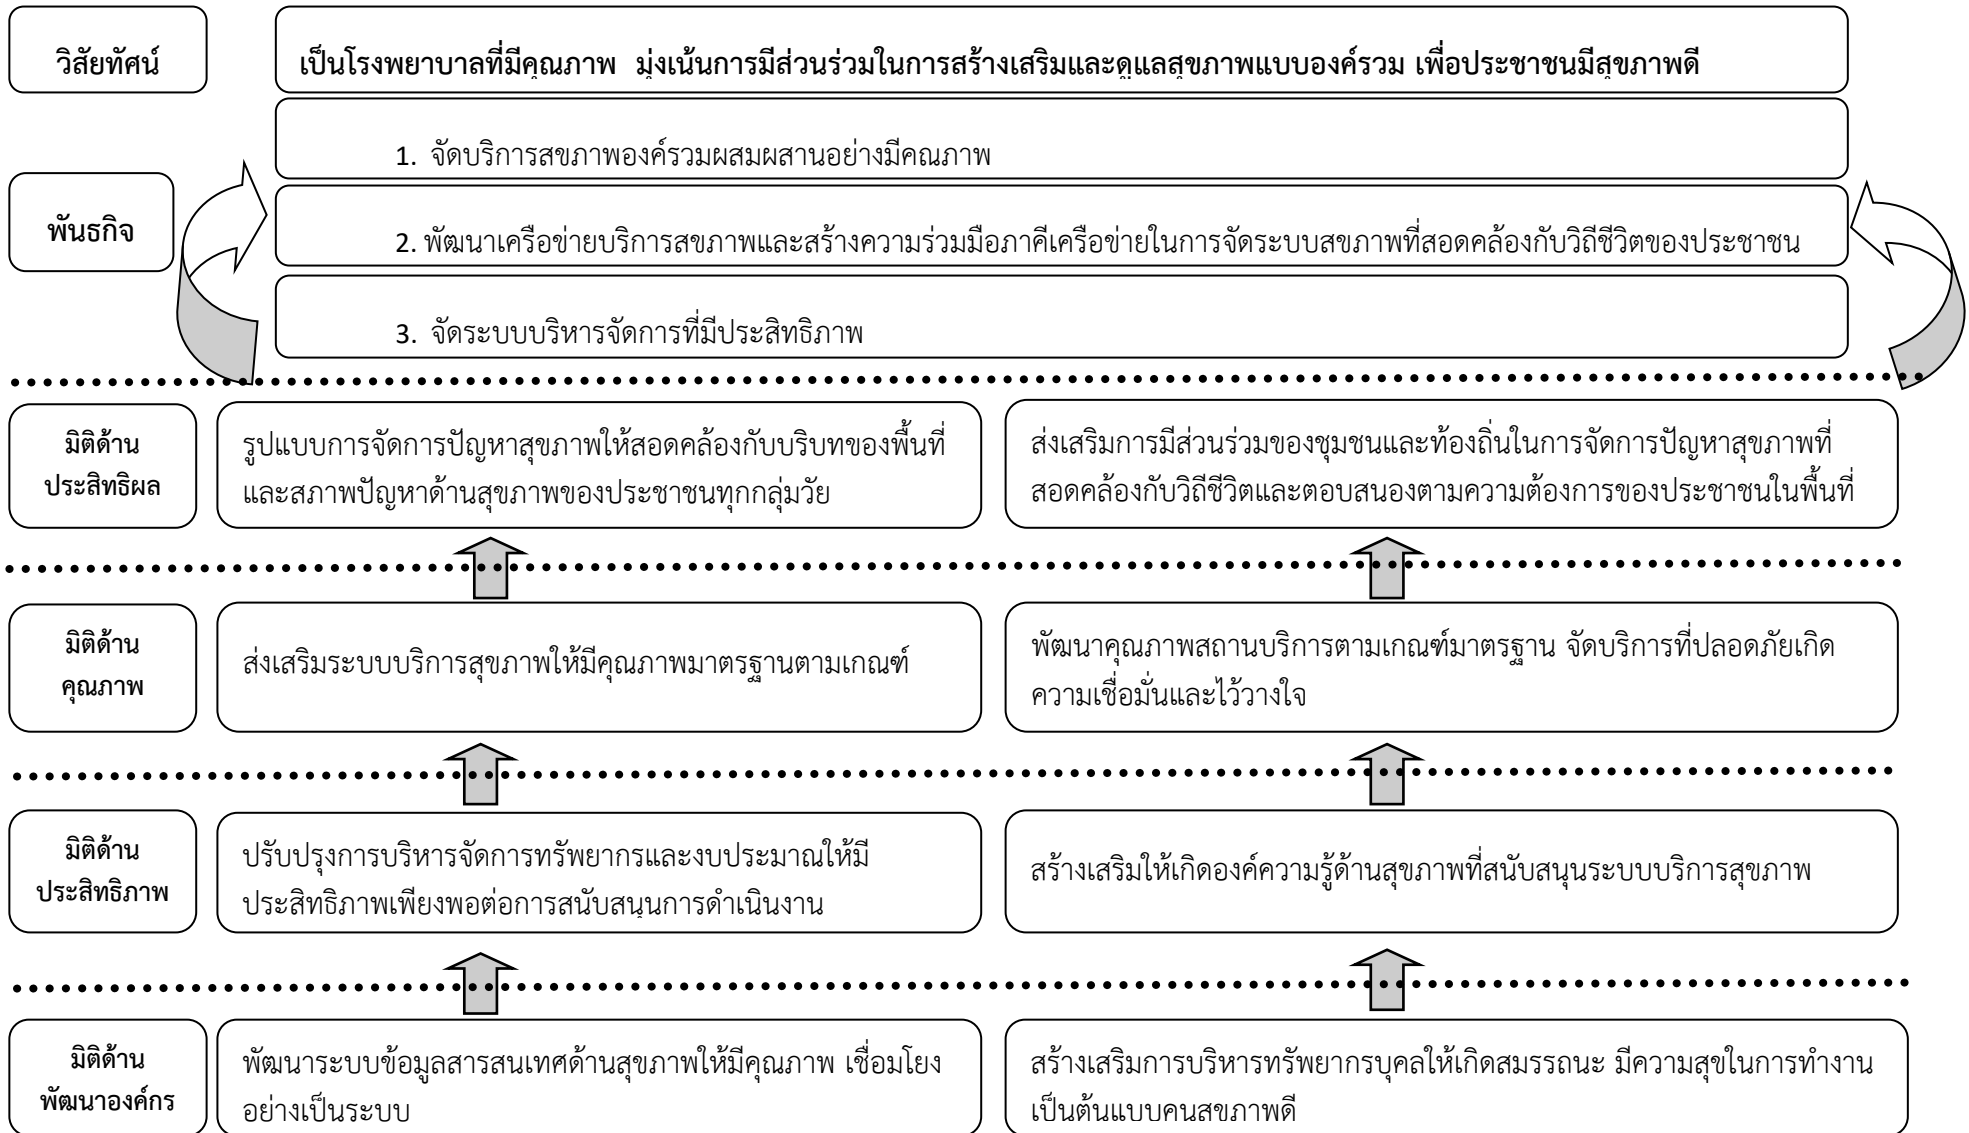 วิสัยทัศน์
เป็นโรงพยาบาลที่มีคุณภาพ มุ่งเน้นการมีส่วนร่วมในการสร้างเสริมและดูแลสุขภาพแบบองค์รวม เพื่อประชาชนมีสุขภาพดี
พันธกิจ
1. จัดบริการสุขภาพองค์รวมผสมผสานอย่างมีคุณภาพ
2. พัฒนาเครือข่ายบริการสุขภาพและสร้างความร่วมมือภาคีเครือข่ายในการจัดระบบสุขภาพที่สอดคล้องกับวิถีชีวิตของประชาชน
3. จัดระบบบริหารจัดการที่มีประสิทธิภาพ
มิติด้าน
ประสิทธิผล
รูปแบบการจัดการปัญหาสุขภาพให้สอดคล้องกับบริบทของพื้นที่
และสภาพปัญหาด้านสุขภาพของประชาชนทุกกลุ่มวัย
ส่งเสริมการมีส่วนร่วมของชุมชนและท้องถิ่นในการจัดการปัญหาสุขภาพที่
สอดคล้องกับวิถีชีวิตและตอบสนองตามความต้องการของประชาชนในพื้นที่
มิติด้าน
คุณภาพ
ส่งเสริมระบบบริการสุขภาพให้มีคุณภาพมาตรฐานตามเกณฑ์
พัฒนาคุณภาพสถานบริการตามเกณฑ์มาตรฐาน จัดบริการที่ปลอดภัยเกิด
ความเชื่อมั่นและไว้วางใจ
มิติด้าน
ประสิทธิภาพ
ปรับปรุงการบริหารจัดการทรัพยากรและงบประมาณให้มี
ประสิทธิภาพเพียงพอต่อการสนับสนุนการดำเนินงาน
สร้างเสริมให้เกิดองค์ความรู้ด้านสุขภาพที่สนับสนุนระบบบริการสุขภาพ
มิติด้าน
พัฒนาองค์กร
พัฒนาระบบข้อมูลสารสนเทศด้านสุขภาพให้มีคุณภาพ เชื่อมโยง
อย่างเป็นระบบ
สร้างเสริมการบริหารทรัพยากรบุคลให้เกิดสมรรถนะ มีความสุขในการทำงาน
เป็นต้นแบบคนสุขภาพดี